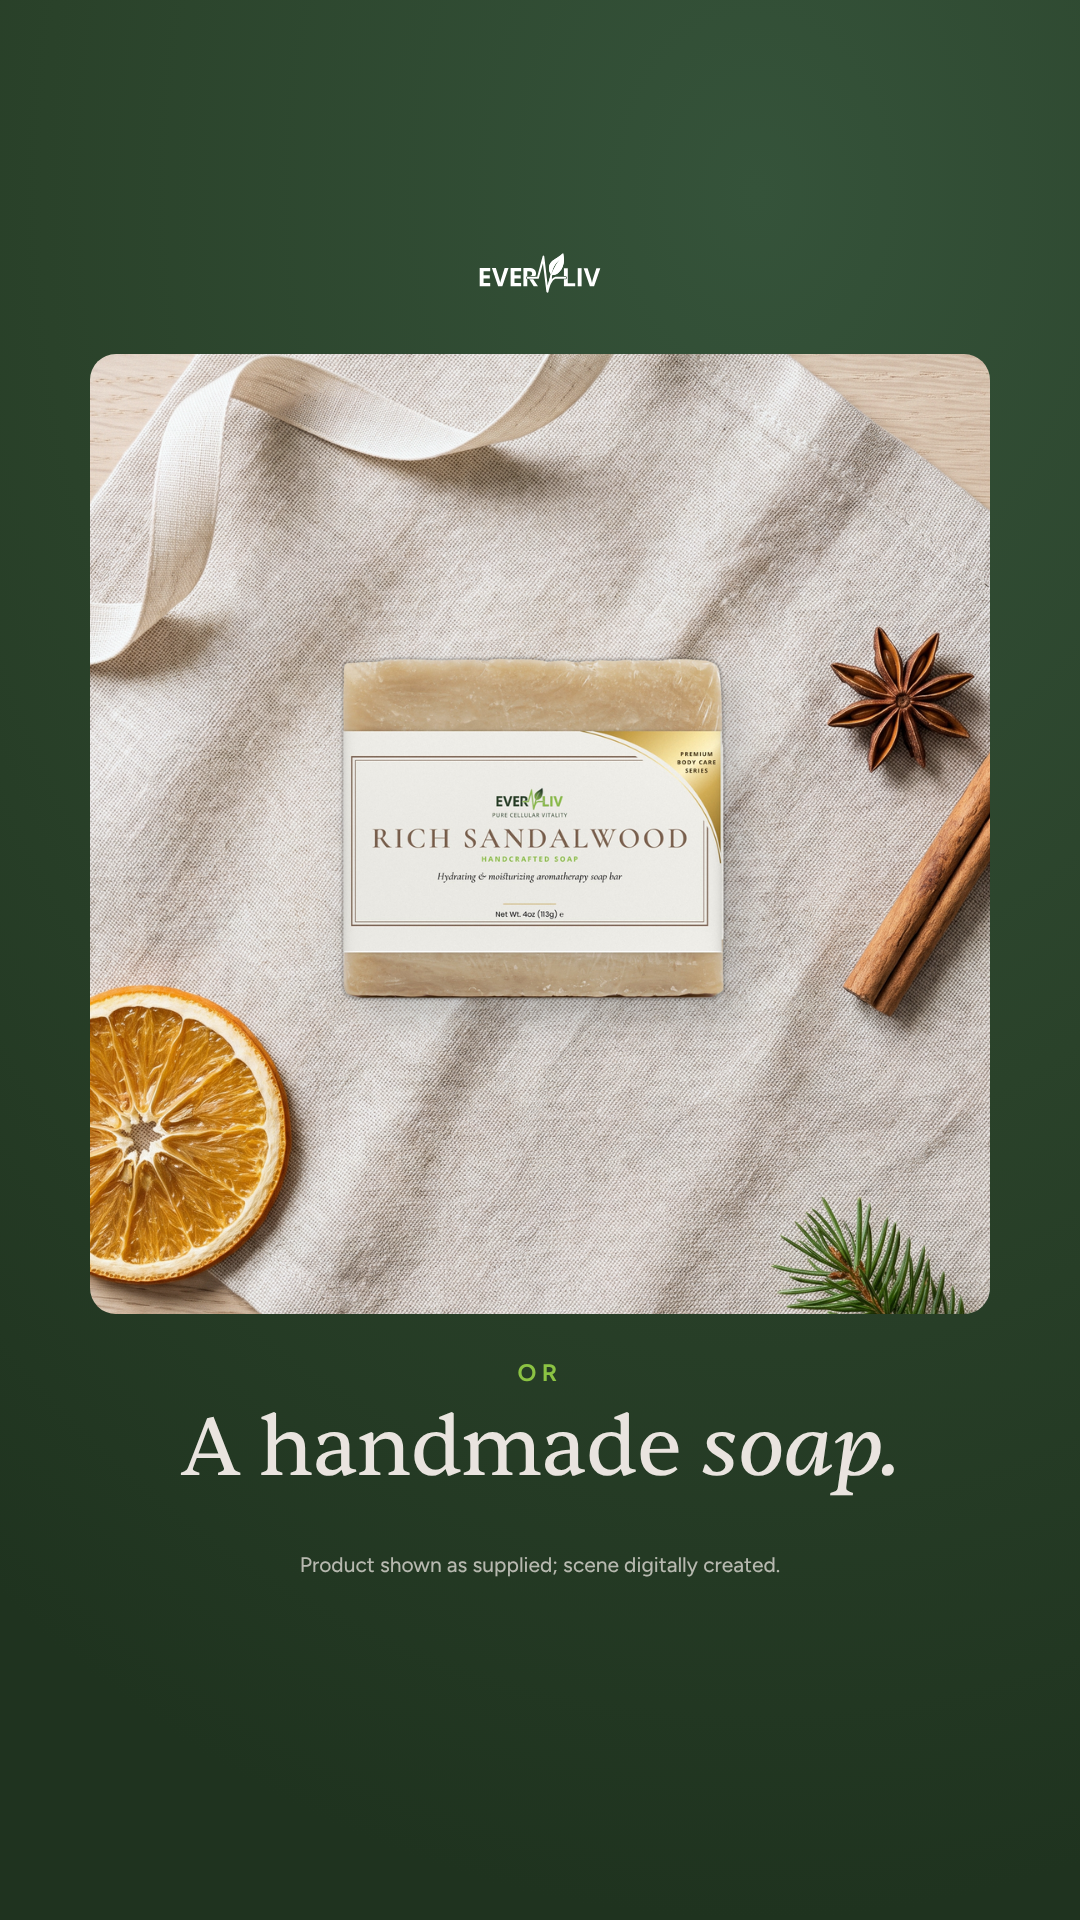 EVERLIV
PREMIUM
BODY CARE
SERIES
EVERLIV
PURE CELLULAR VITALITY
RICH SANDALWOOD
HANDCRAFTED SOAP
Hydrating & moisturizing aromatherapy soap bar
Net Wt. 4oz (113g) e
OR
A handmade soap.
Product shown as supplied; scene digitally created.